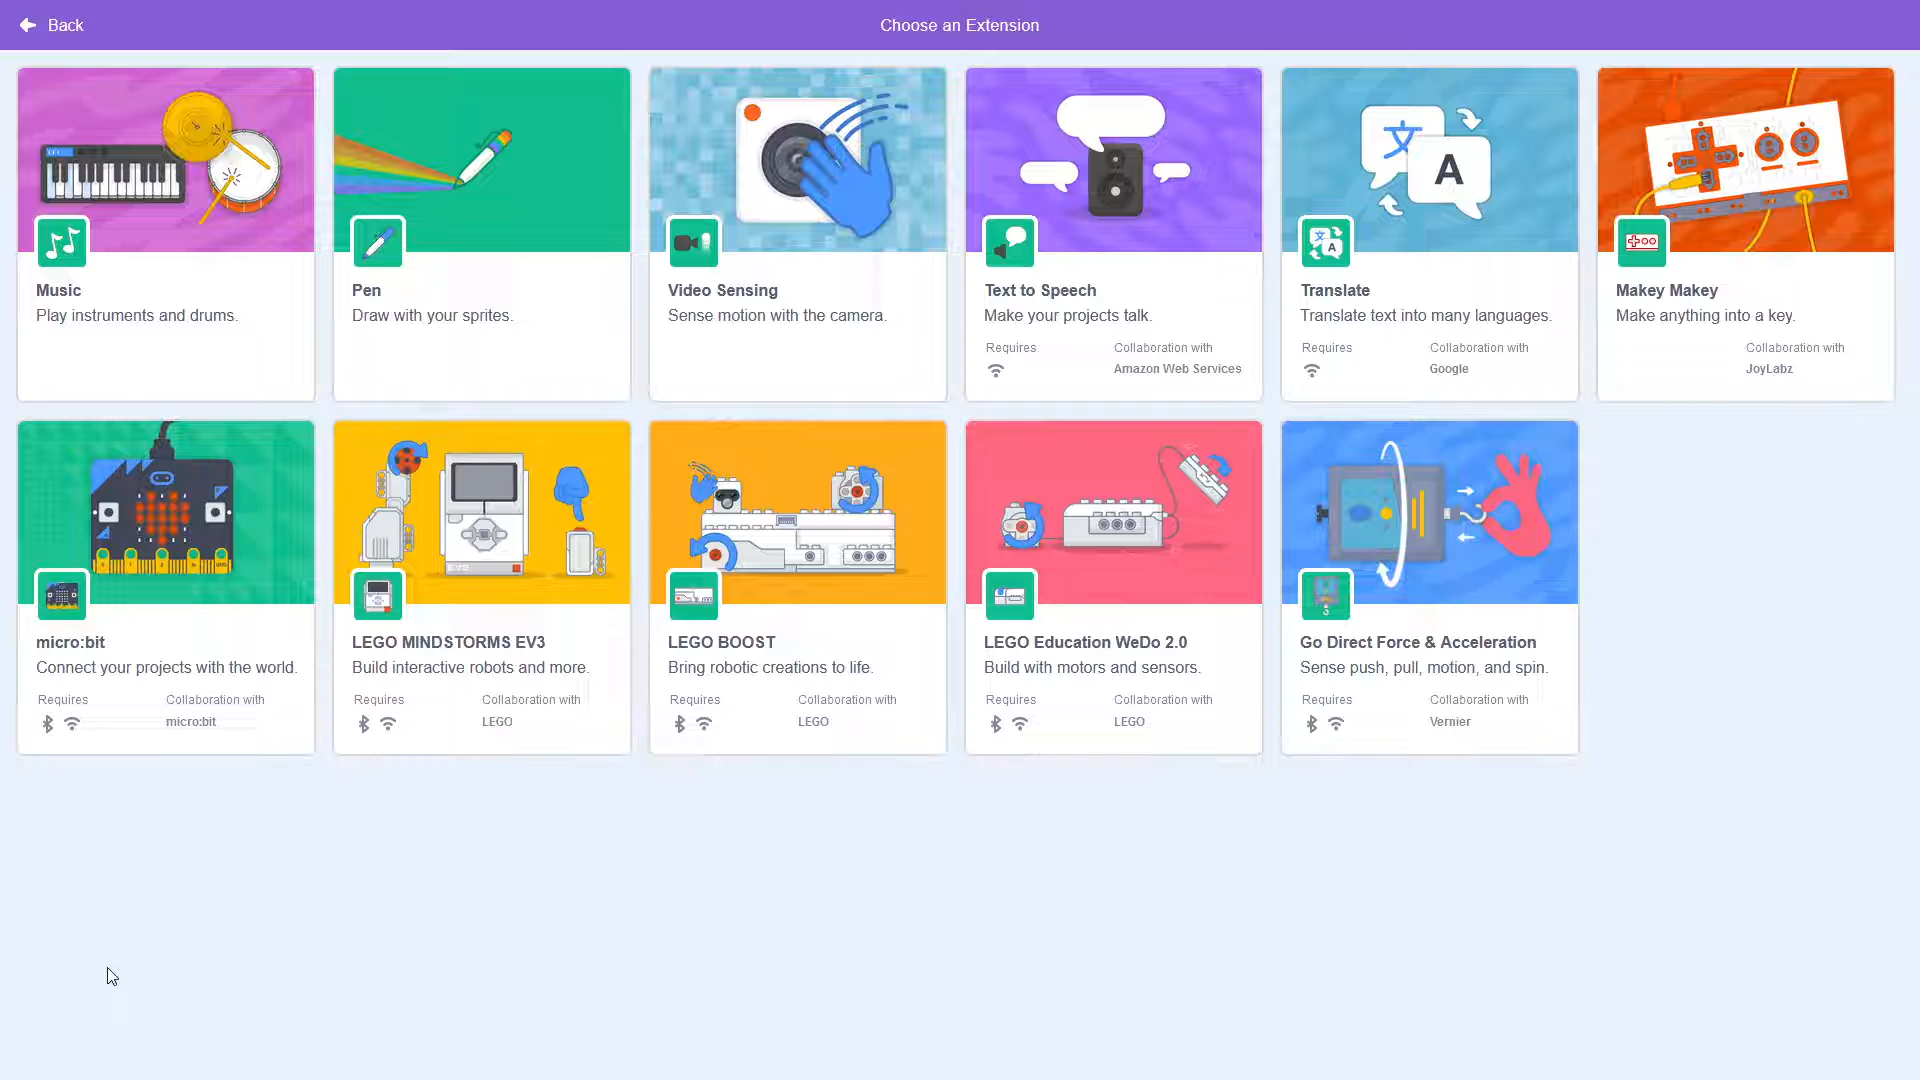 Back
Choose an Extension
Music
Play instruments and drums.
Pen
Draw with your sprites.
Video Sensing
Sense motion with the camera.
Text to Speech
Make your projects talk.
Requires
Collaboration with
Amazon Web Services
文
A
文
A
Translate
Translate text into many languages.
Requires
Collaboration with
Google
Makey Makey
Make anything into a key.
Collaboration with
JoyLabz
micro:bit
Connect your projects with the world.
Requires
Collaboration with
micro:bit
EV3
LEGO MINDSTORMS EV3
Build interactive robots and more.
Requires
Collaboration with
LEGO
LEGO BOOST
Bring robotic creations to life.
Requires
Collaboration with
LEGO
LEGO Education WeDo 2.0
Build with motors and sensors.
Requires
Collaboration with
LEGO
Go Direct Force & Acceleration
Sense push, pull, motion, and spin.
Requires
Collaboration with
Vernier